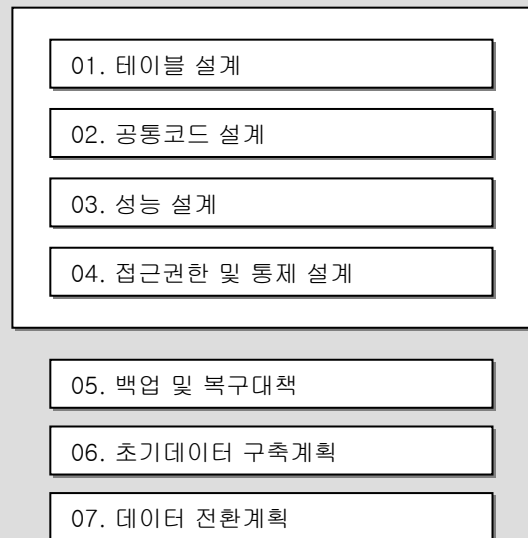 01. 테이블 설계
02. 공통코드 설계
03. 성능 설계
04. 접근권한 및 통제 설계
05. 백업 및 복구대책
06. 초기데이터 구축계획
07. 데이터 전환계획